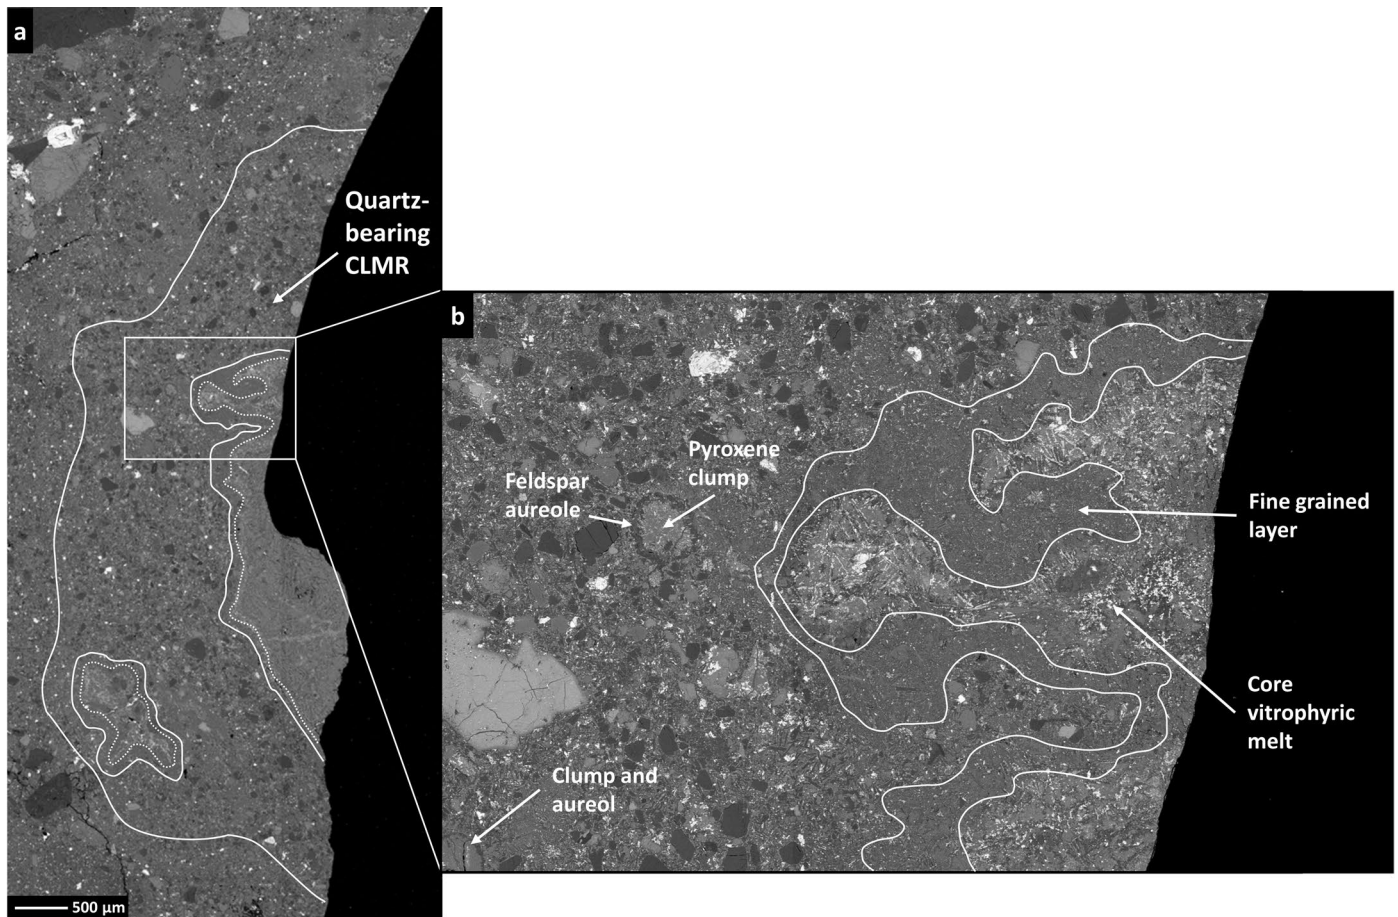 a
Quartz-
bearing
CLMR
500 µm
b
Pyroxene
clump
Feldspar
aureole
Fine grained
layer
Core
vitrophyric
melt
Clump and
aureol